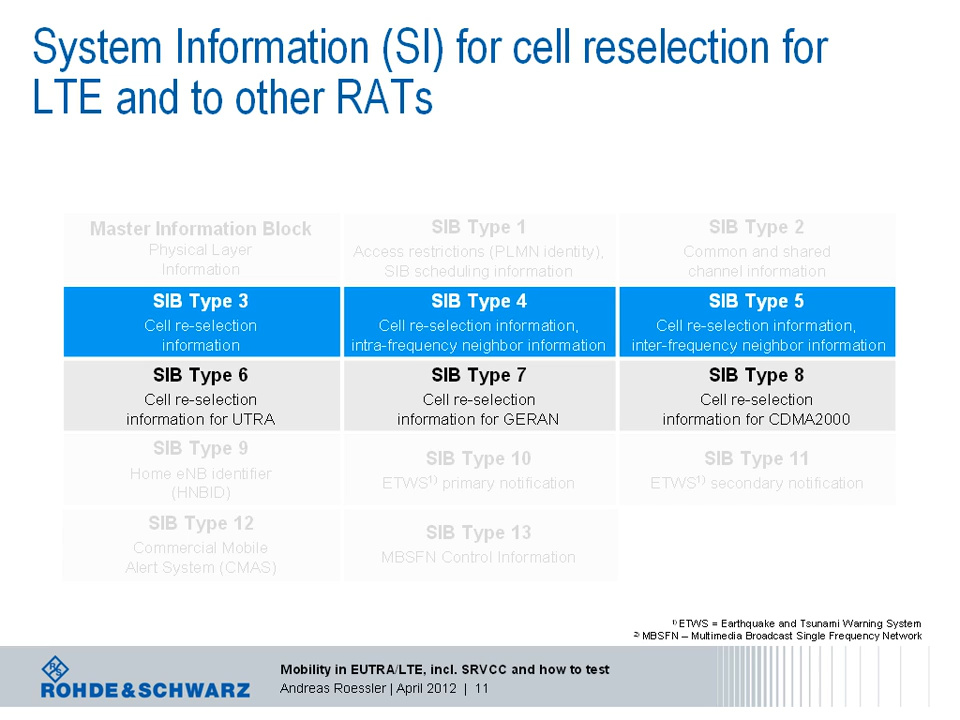 System Information (SI) for cell reselection for
LTE and to other RATs
Master Information Block
Physical Layer
Information
SIB Type 1
Access restrictions (PLMN identity),
SIB scheduling information
SIB Type 2
Common and shared
channel information
SIB Type 3
Cell re-selection
information
SIB Type 4
Cell re-selection information,
intra-frequency neighbor information
SIB Type 5
Cell re-selection information,
inter-frequency neighbor information
SIB Type 6
Cell re-selection
information for UTRA
SIB Type 7
Cell re-selection
information for GERAN
SIB Type 8
Cell re-selection
information for CDMA2000
SIB Type 9
Home eNB identifier
(HNBID)
SIB Type 10
ETWS1) primary notification
SIB Type 11
ETWS1) secondary notification
SIB Type 12
Commercial Mobile
Alert System (CMAS)
SIB Type 13
MBSFN Control Information
1) ETWS = Earthquake and Tsunami Warning System
2) MBSFN – Multimedia Broadcast Single Frequency Network
R&S
ROHDE&SCHWARZ
Mobility in EUTRA/LTE, incl. SRVCC and how to test
Andreas Roessler | April 2012 | 11